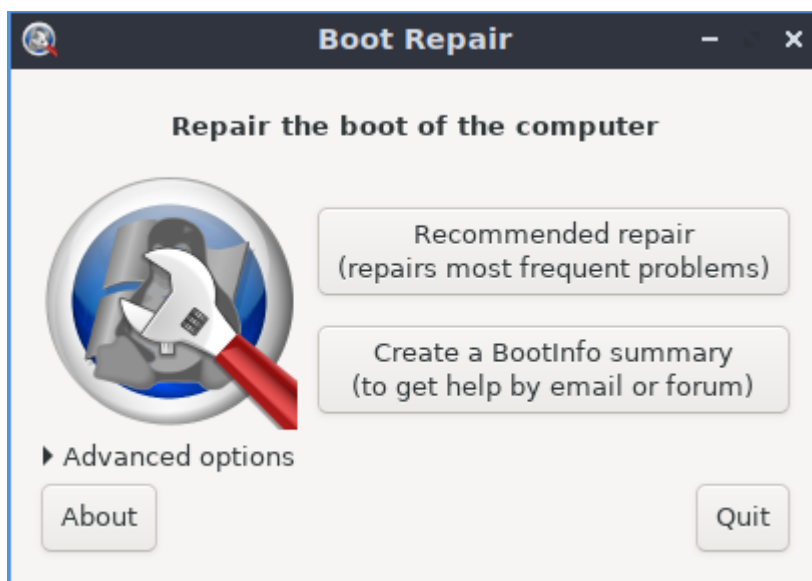 Boot Repair
Repair the boot of the computer
Recommended repair
(repairs most frequent problems)
Create a BootInfo summary
(to get help by email or forum)
Advanced options
About
Quit